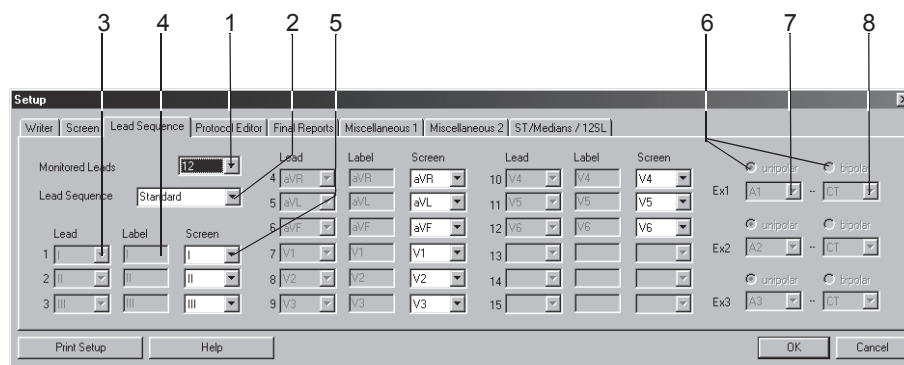 3 4 1 2 5 6 7 8
Setup
Writer Screen Lead Sequence Protocol Editor Final Reports Miscellaneous 1 Miscellaneous 2 ST/Medians / 12SL
Monitored Leads 12
Lead Sequence Standard
Lead Label Screen
1 I I I
2 II II II
3 III III III
Lead Label Screen
4 aVR aVR aVR
5 aVL aVL aVL
6 aVF aVF aVF
7 V1 V1 V1
8 V2 V2 V2
9 V3 V3 V3
Lead Label Screen
10 V4 V4 V4
11 V5 V5 V5
12 V6 V6 V6
13
14
15
unipolar bipolar
Ex1 A1 -- CT
unipolar bipolar
Ex2 A2 -- CT
unipolar bipolar
Ex3 A3 -- CT
Print Setup Help OK Cancel